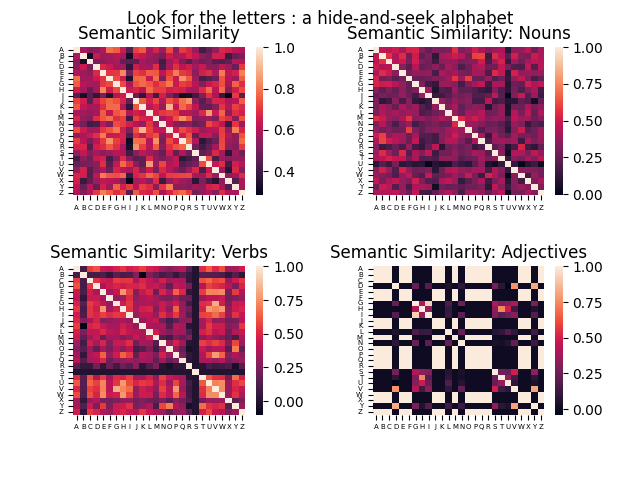 Look for the letters : a hide-and-seek alphabet
Semantic Similarity
A B C D E F G H I J K L M N O P Q R S T U V W X Y Z
1.0
0.8
0.6
0.4
Semantic Similarity: Nouns
A B C D E F G H I J K L M N O P Q R S T U V W X Y Z
1.00
0.75
0.50
0.25
0.00
Semantic Similarity: Verbs
A B C D E F G H I J K L M N O P Q R S T U V W X Y Z
1.00
0.75
0.50
0.25
0.00
Semantic Similarity: Adjectives
A B C D E F G H I J K L M N O P Q R S T U V W X Y Z
1.00
0.75
0.50
0.25
0.00